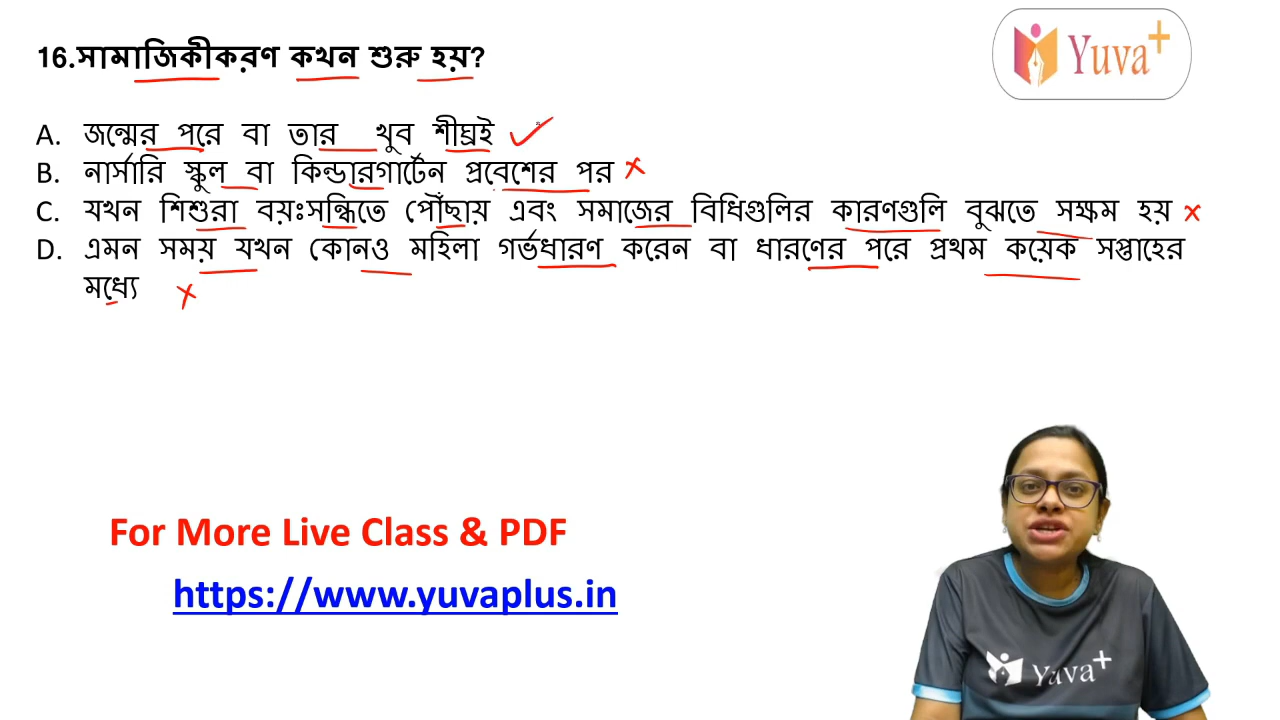 16.সামাজিকীকরণ কখন শুরু হয়?
Yuva+
A. জন্মের পরে বা তার খুব শীঘ্রই
B. নার্সারি স্কুল বা কিন্ডারগার্টেন প্রবেশের পর
C. যখন শিশুরা বয়ঃসন্ধিতে পৌঁছায় এবং সমাজের বিধিগুলির কারণগুলি বুঝতে সক্ষম হয়
D. এমন সময় যখন কোনও মহিলা গর্ভধারণ করেন বা ধারণের পরে প্রথম কয়েক সপ্তাহের
মধ্যে
For More Live Class & PDF
https://www.yuvaplus.in
Yuva+